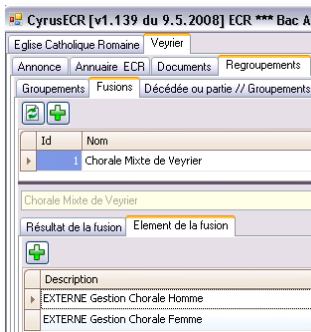 CyrusECR [v1.139 du 9.5.2008] ECR *** Bac A
Eglise Catholique Romaine Veyrier
Annonce Annuaire ECR Documents Regroupements
Groupements Fusions Décédée ou partie // Groupements
Id Nom
1 Chorale Mixte de Veyrier
Chorale Mixte de Veyrier
Résultat de la fusion Element de la fusion
Description
EXTERNE Gestion Chorale Homme
EXTERNE Gestion Chorale Femme